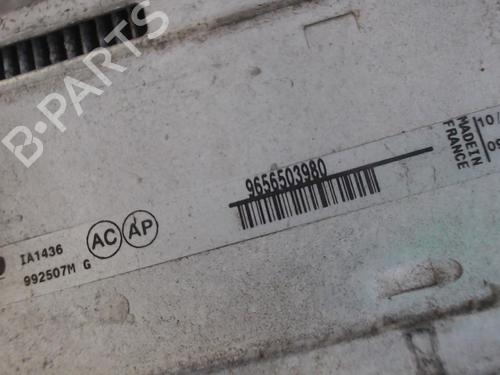 B-PARTS
9656503980
10/
09
MADE IN
FRANCE
IA1436
992507M G
AC
AP